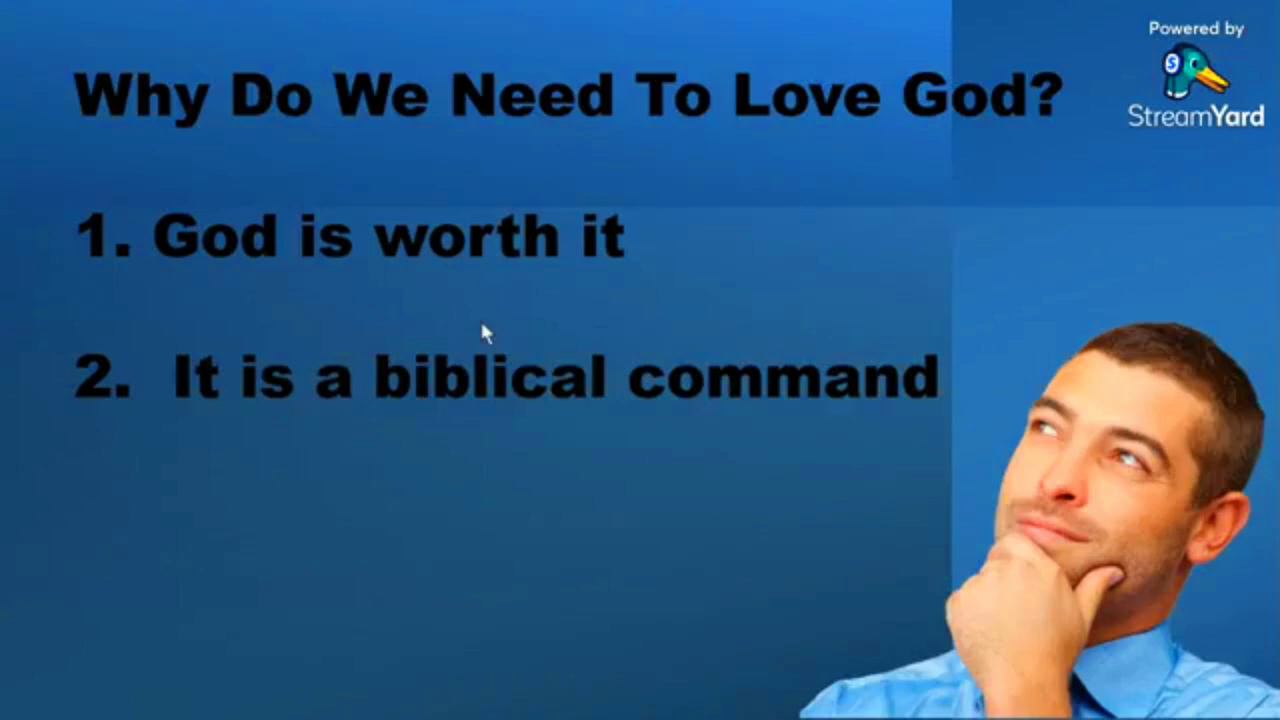 Powered by
StreamYard
Why Do We Need To Love God?
1. God is worth it
2. It is a biblical command